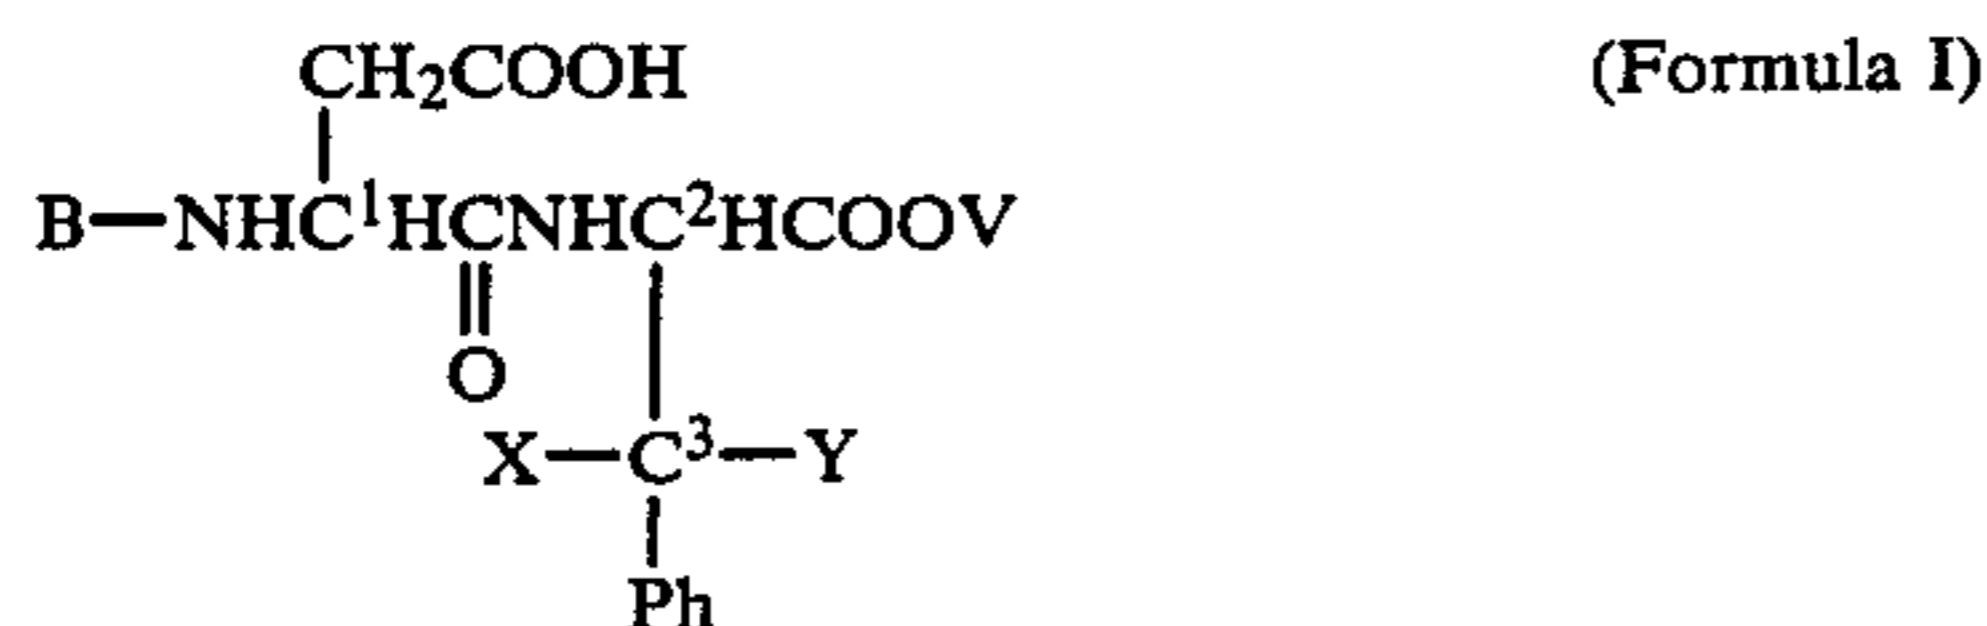 CH₂COOH (Formula I)
B—NHC¹HCNHC²HCOOV
O
X—C³—Y
Ph